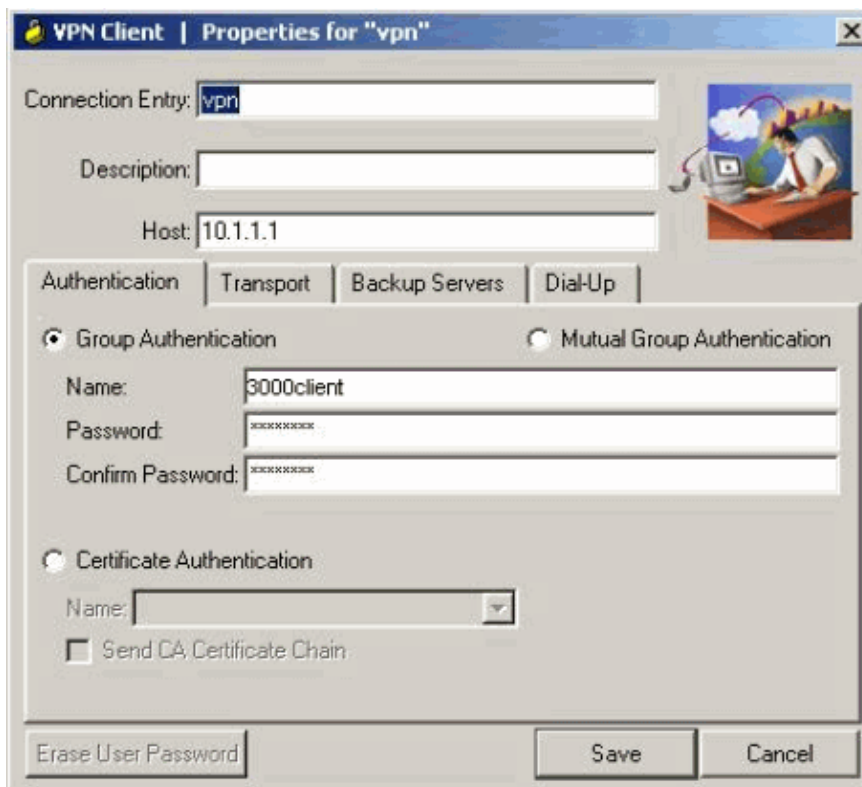 VPN Client | Properties for "vpn"
Connection Entry: vpn
Description:
Host: 10.1.1.1
Authentication Transport Backup Servers Dial-Up
Group Authentication Mutual Group Authentication
Name: 3000client
Password: ********
Confirm Password: ********
Certificate Authentication
Name:
Send CA Certificate Chain
Erase User Password Save Cancel